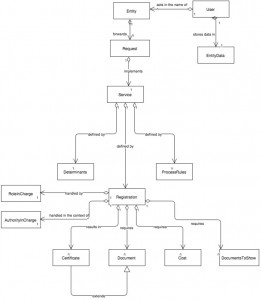 Entity
User
acts in the name of
forwards
stores data in
Request
EntityData
implements
Service
defined by
defined by
defined by
Determinants
ProcessRules
RoleInCharge
handled by
Registration
AuthorityInCharge
handled in the context of
results in
requires
requires
requires
Certificate
Document
Cost
DocumentsToShow
extends